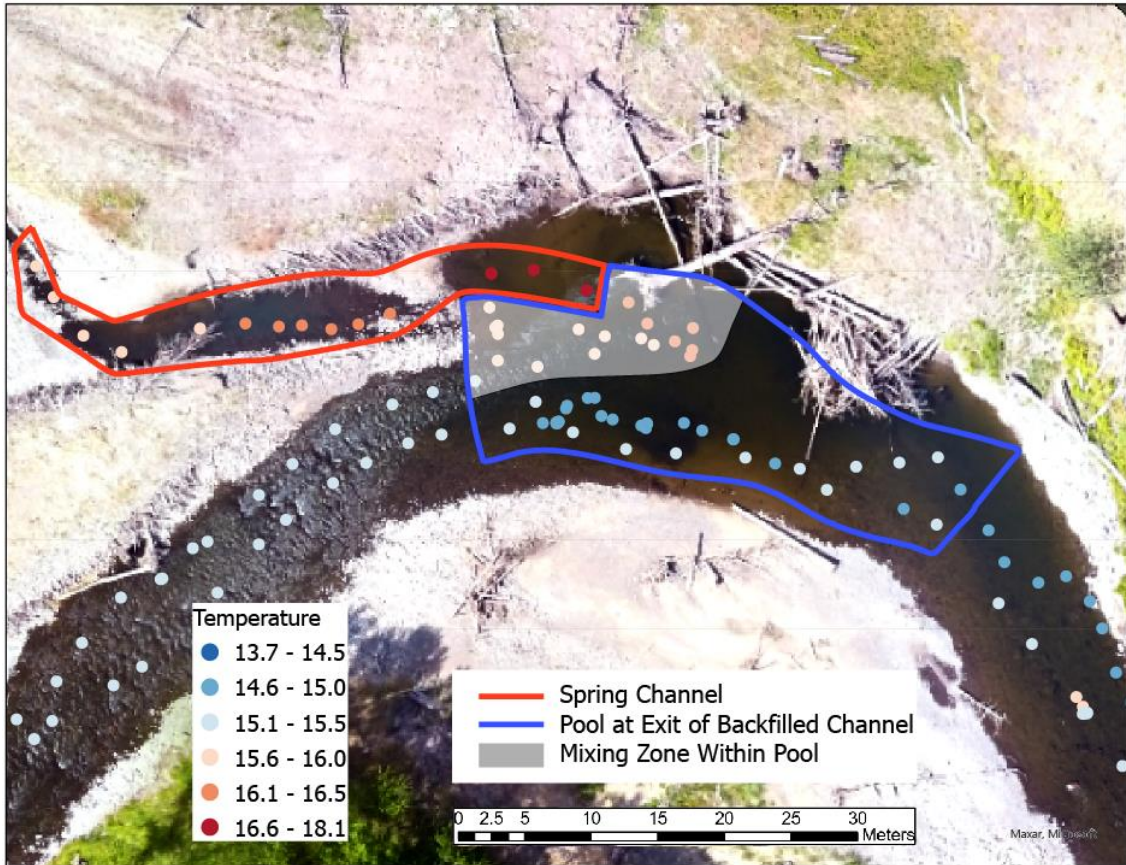 Temperature
13.7 - 14.5
14.6 - 15.0
15.1 - 15.5
15.6 - 16.0
16.1 - 16.5
16.6 - 18.1
Spring Channel
Pool at Exit of Backfilled Channel
Mixing Zone Within Pool
0 2.5 5 10 15 20 25 30
Meters
Maxar, Microsoft